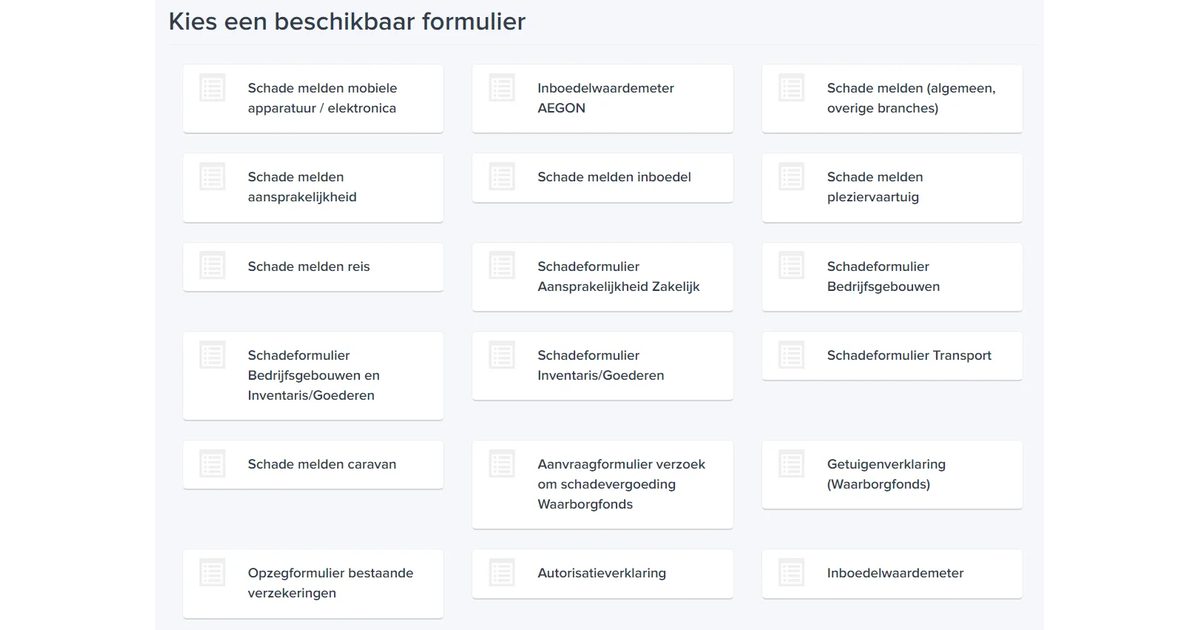 Kies een beschikbaar formulier
Schade melden mobiele
apparatuur / elektronica
Inboedelwaardemeter
AEGON
Schade melden (algemeen,
overige branches)
Schade melden
aansprakelijkheid
Schade melden inboedel
Schade melden
pleziervaartuig
Schade melden reis
Schadeformulier
Aansprakelijkheid Zakelijk
Schadeformulier
Bedrijfsgebouwen
Schadeformulier
Bedrijfsgebouwen en
Inventaris/Goederen
Schadeformulier
Inventaris/Goederen
Schadeformulier Transport
Schade melden caravan
Aanvraagformulier verzoek
om schadevergoeding
Waarborgfonds
Getuigenverklaring
(Waarborgfonds)
Opzegformulier bestaande
verzekeringen
Autorisatieverklaring
Inboedelwaardemeter